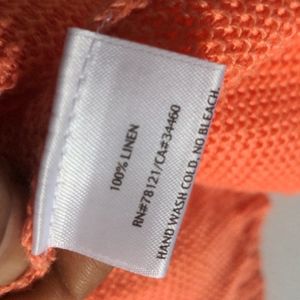 100% LINEN
RN#78121/CA#34460
HAND WASH COLD, NO BLEACH.